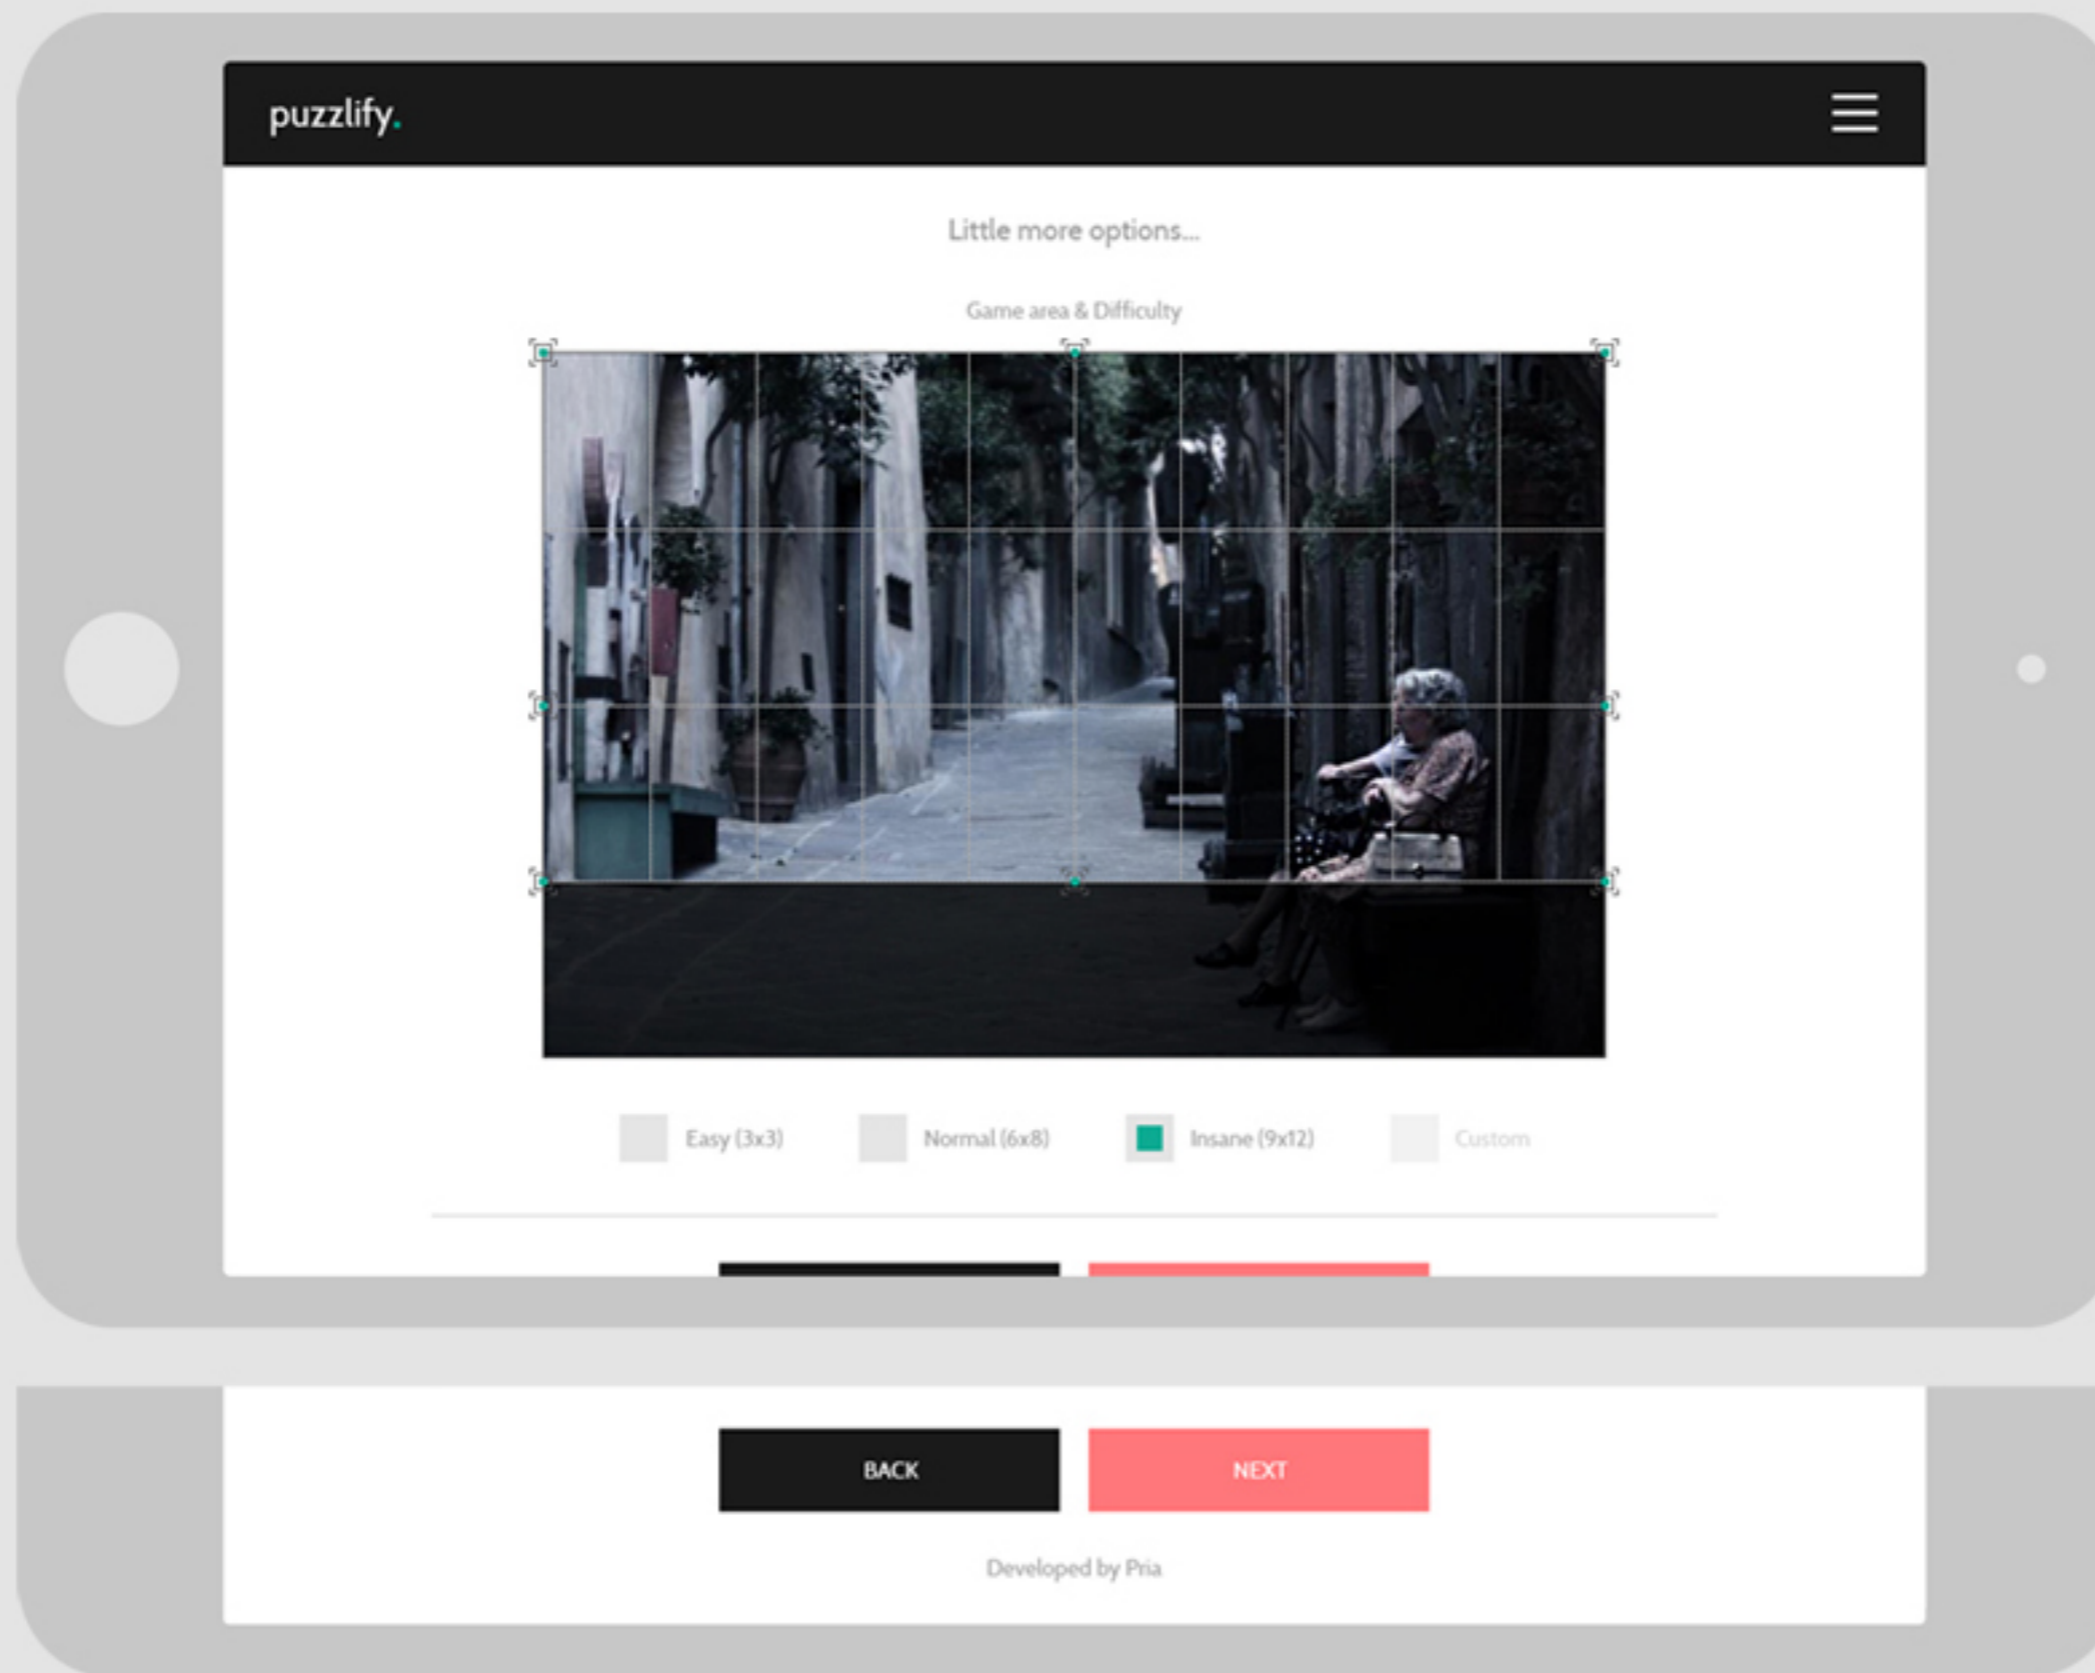 puzzlify.
Little more options...
Game area & Difficulty
Easy (3x3) Normal (6x8) Insane (9x12) Custom
BACK NEXT
Developed by Pria